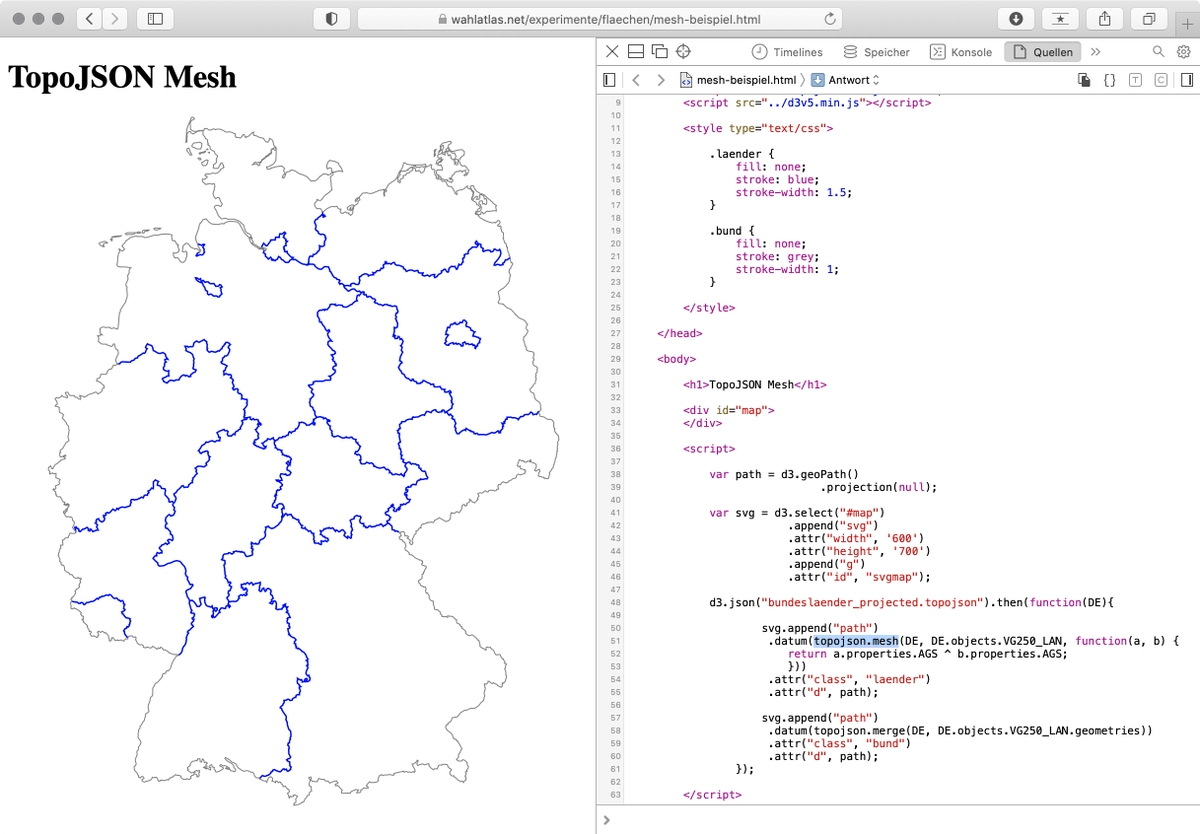 wahlatlas.net/experimente/flaechen/mesh-beispiel.html
TopoJSON Mesh
Timelines Speicher Konsole Quellen
mesh-beispiel.html Antwort
{} T C
9 <script src="../d3v5.min.js"></script>
10
11 <style type="text/css">
12
13 .laender {
14 fill: none;
15 stroke: blue;
16 stroke-width: 1.5;
17 }
18
19 .bund {
20 fill: none;
21 stroke: grey;
22 stroke-width: 1;
23 }
24
25 </style>
26
27 </head>
28
29 <body>
30
31 <h1>TopoJSON Mesh</h1>
32
33 <div id="map">
34 </div>
35
36 <script>
37
38 var path = d3.geoPath()
39 .projection(null);
40
41 var svg = d3.select("#map")
42 .append("svg")
43 .attr("width", '600')
44 .attr("height", '700')
45 .append("g")
46 .attr("id", "svgmap");
47
48 d3.json("bundeslaender_projected.topojson").then(function(DE){
49
50 svg.append("path")
51 .datum(topojson.mesh(DE, DE.objects.VG250_LAN, function(a, b) {
52 return a.properties.AGS ^ b.properties.AGS;
53 }))
54 .attr("class", "laender")
55 .attr("d", path);
56
57 svg.append("path")
58 .datum(topojson.merge(DE, DE.objects.VG250_LAN.geometries))
59 .attr("class", "bund")
60 .attr("d", path);
61 });
62
63 </script>